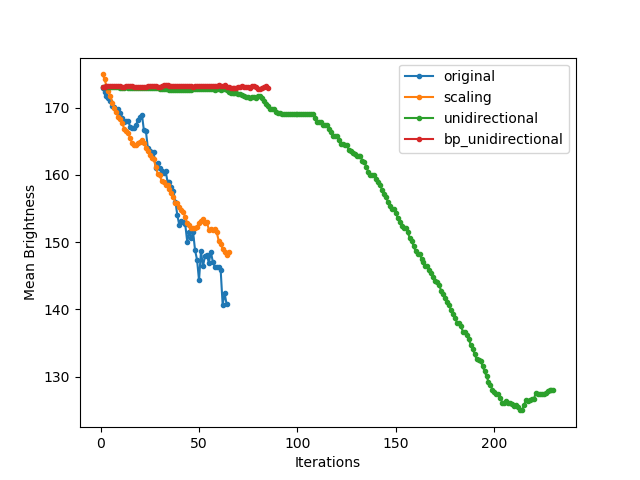 original
scaling
unidirectional
bp_unidirectional
170
160
150
140
130
Mean Brightness
0
50
100
150
200
Iterations